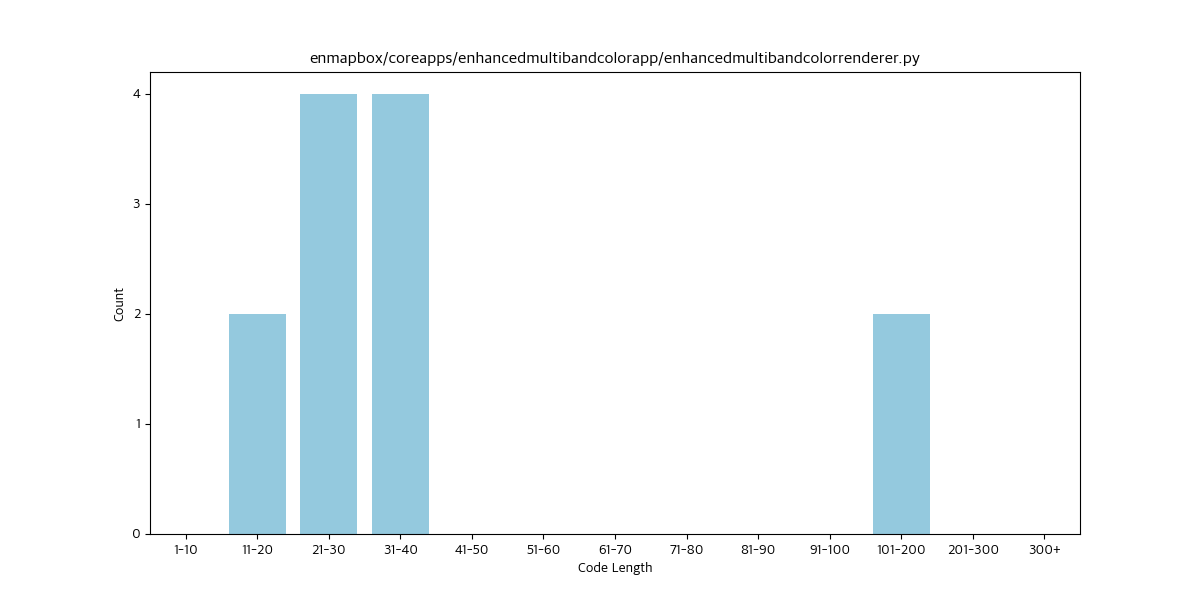 enmapbox/coreapps/enhancedmultibandcolorapp/enhancedmultibandcolorrenderer.py
4
3
2
1
0
Count
1-10 11-20 21-30 31-40 41-50 51-60 61-70 71-80 81-90 91-100 101-200 201-300 300+
Code Length